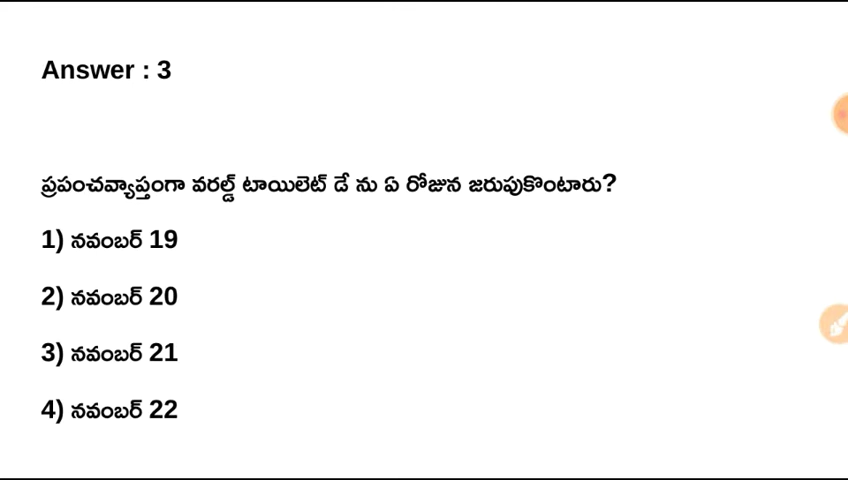 Answer : 3
ప్రపంచవ్యాప్తంగా వరల్డ్ టాయిలెట్ డే ను ఏ రోజున జరుపుకొంటారు?
1) నవంబర్ 19
2) నవంబర్ 20
3) నవంబర్ 21
4) నవంబర్ 22